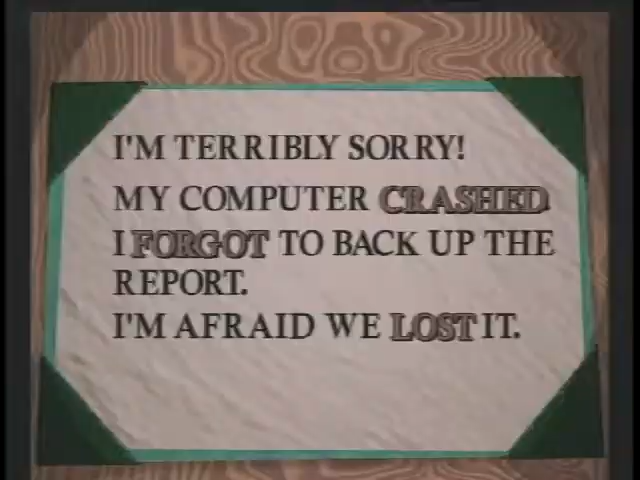 I'M TERRIBLY SORRY!
MY COMPUTER CRASHED
I FORGOT TO BACK UP THE
REPORT.
I'M AFRAID WE LOST IT.